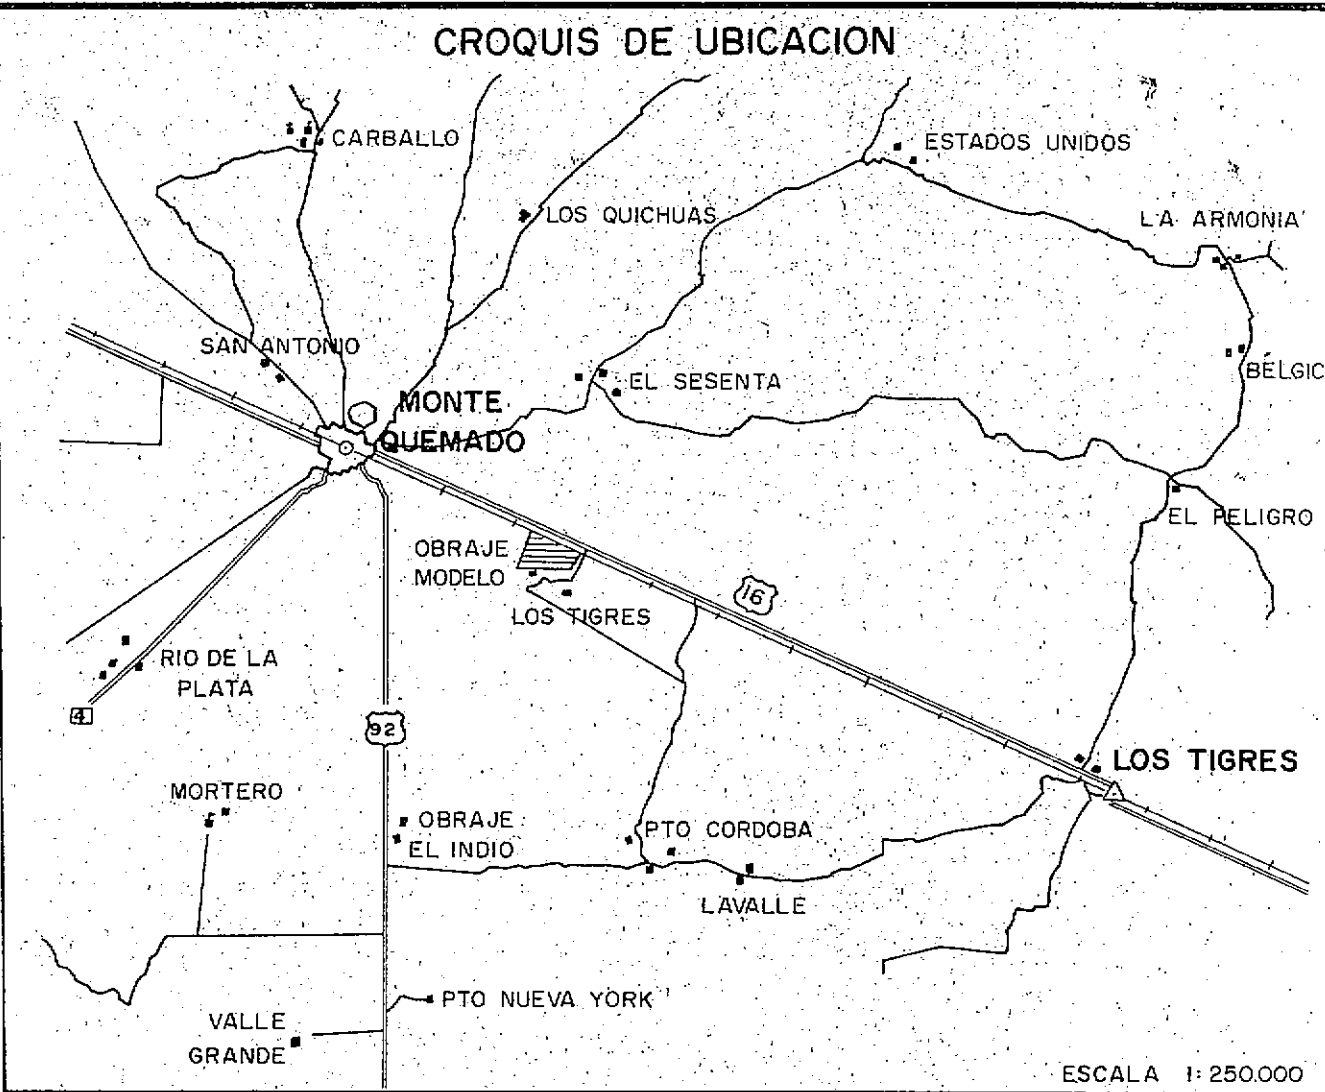 CROQUIS DE UBICACION
CARBALLO
ESTADOS UNIDOS
LOS QUICHUAS
LA ARMONIA
SAN ANTONIO
BÉLGIC
EL SESENTA
MONTE
QUEMADO
EL PELIGRO
OBRAJE
MODELO
16
LOS TIGRES
RIO DE LA
PLATA
4
92
LOS TIGRES
MORTERO
OBRAJE
EL INDIO
PTO CORDOBA
LAVALLE
PTO NUEVA YORK
VALLE
GRANDE
ESCALA 1:250.000